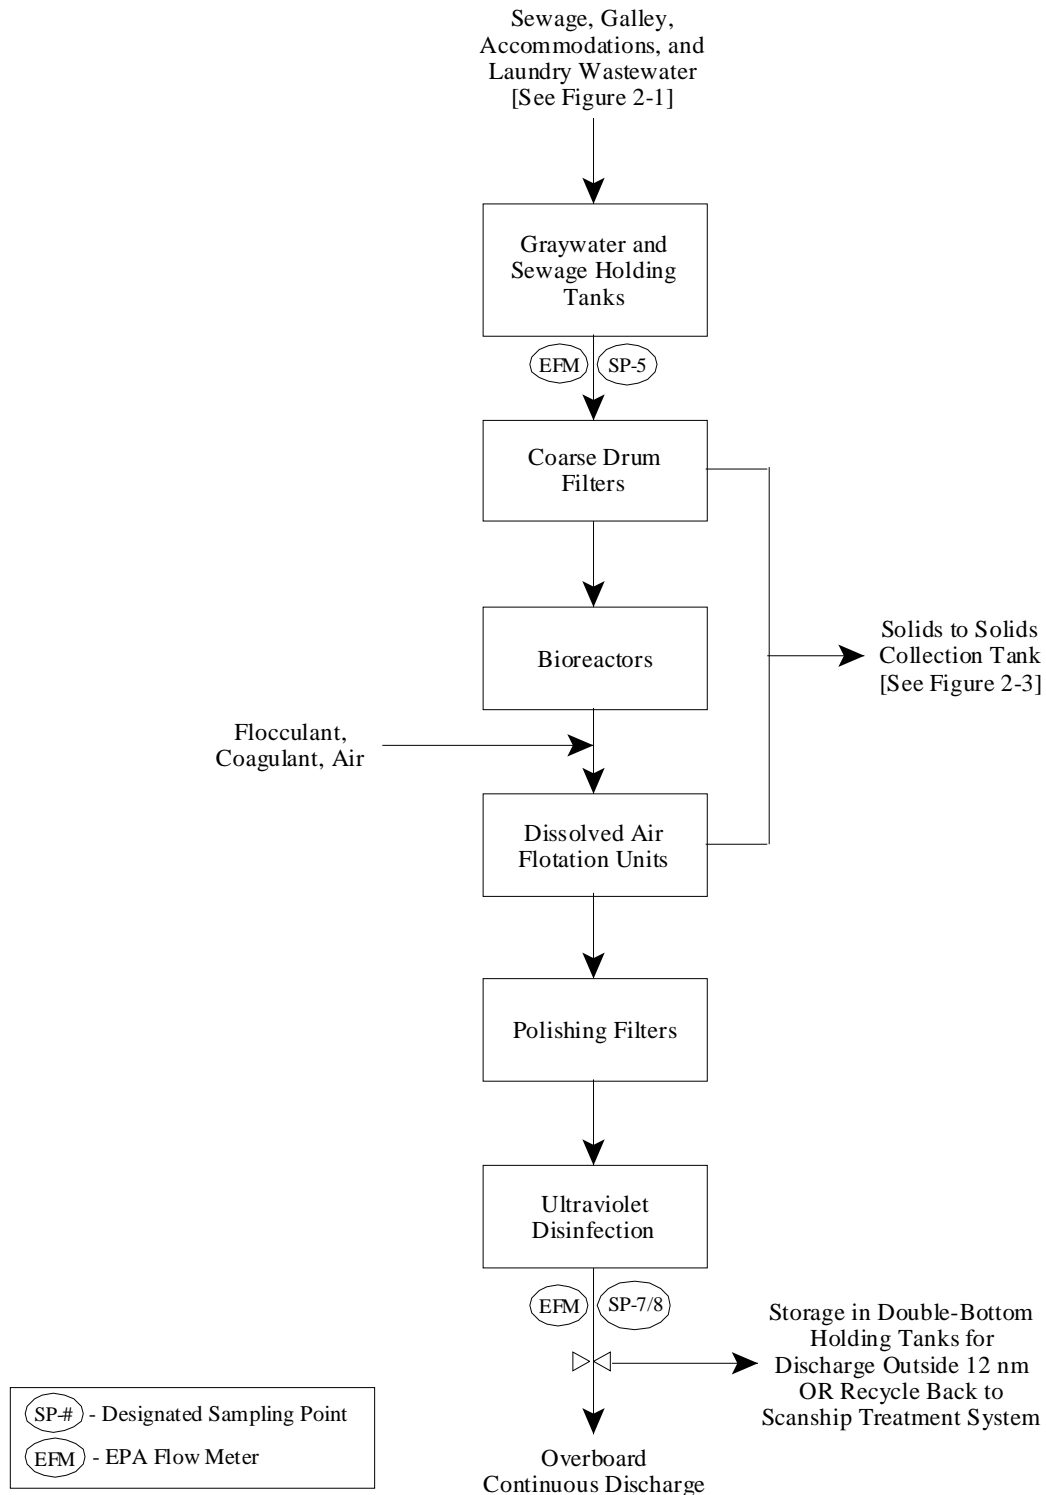 Sewage, Galley,
Accommodations, and
Laundry Wastewater
[See Figure 2-1]
Graywater and
Sewage Holding
Tanks
EFM
SP-5
Coarse Drum
Filters
Bioreactors
Solids to Solids
Collection Tank
[See Figure 2-3]
Flocculant,
Coagulant, Air
Dissolved Air
Flotation Units
Polishing Filters
Ultraviolet
Disinfection
EFM
SP-7/8
Storage in Double-Bottom
Holding Tanks for
Discharge Outside 12 nm
OR Recycle Back to
Scanship Treatment System
SP-# - Designated Sampling Point
EFM - EPA Flow Meter
Overboard
Continuous Discharge